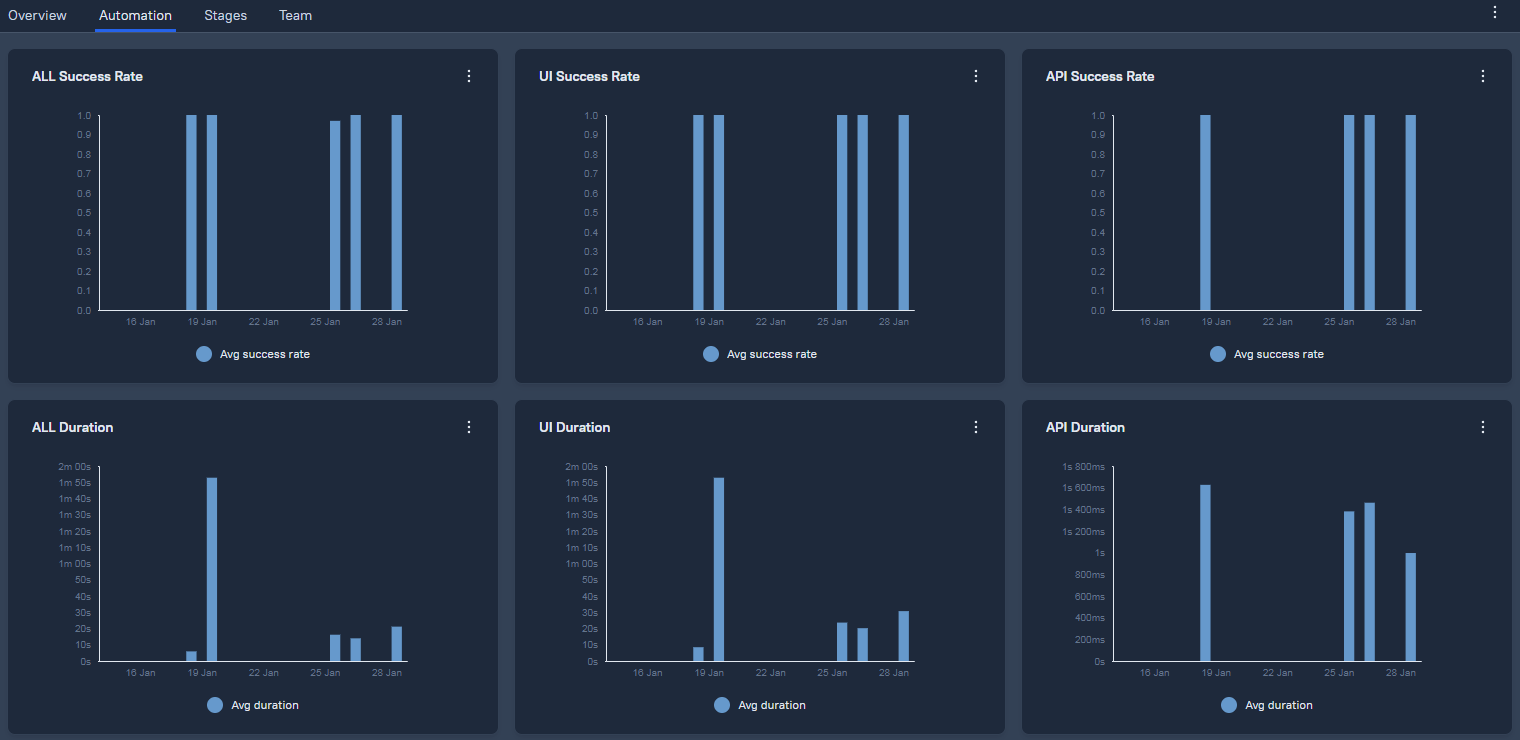 Overview Automation Stages Team
ALL Success Rate
1.0
0.9
0.8
0.7
0.6
0.5
0.4
0.3
0.2
0.1
0.0
16 Jan 19 Jan 22 Jan 25 Jan 28 Jan
Avg success rate
UI Success Rate
1.0
0.9
0.8
0.7
0.6
0.5
0.4
0.3
0.2
0.1
0.0
16 Jan 19 Jan 22 Jan 25 Jan 28 Jan
Avg success rate
API Success Rate
1.0
0.9
0.8
0.7
0.6
0.5
0.4
0.3
0.2
0.1
0.0
16 Jan 19 Jan 22 Jan 25 Jan 28 Jan
Avg success rate
ALL Duration
2m 00s
1m 50s
1m 40s
1m 30s
1m 20s
1m 10s
1m 00s
50s
40s
30s
20s
10s
0s
16 Jan 19 Jan 22 Jan 25 Jan 28 Jan
Avg duration
UI Duration
2m 00s
1m 50s
1m 40s
1m 30s
1m 20s
1m 10s
1m 00s
50s
40s
30s
20s
10s
0s
16 Jan 19 Jan 22 Jan 25 Jan 28 Jan
Avg duration
API Duration
1s 800ms
1s 600ms
1s 400ms
1s 200ms
1s
800ms
600ms
400ms
200ms
0s
16 Jan 19 Jan 22 Jan 25 Jan 28 Jan
Avg duration